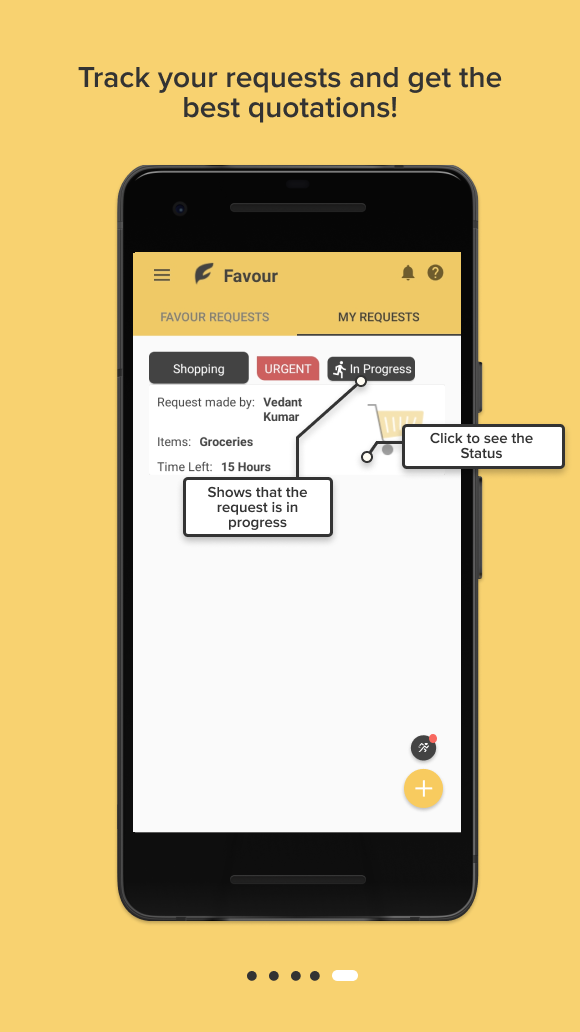 Track your requests and get the
best quotations!
Favour
FAVOUR REQUESTS
MY REQUESTS
Shopping
URGENT
In Progress
Request made by: Vedant
Kumar
Items: Groceries
Time Left: 15 Hours
Click to see the
Status
Shows that the
request is in
progress